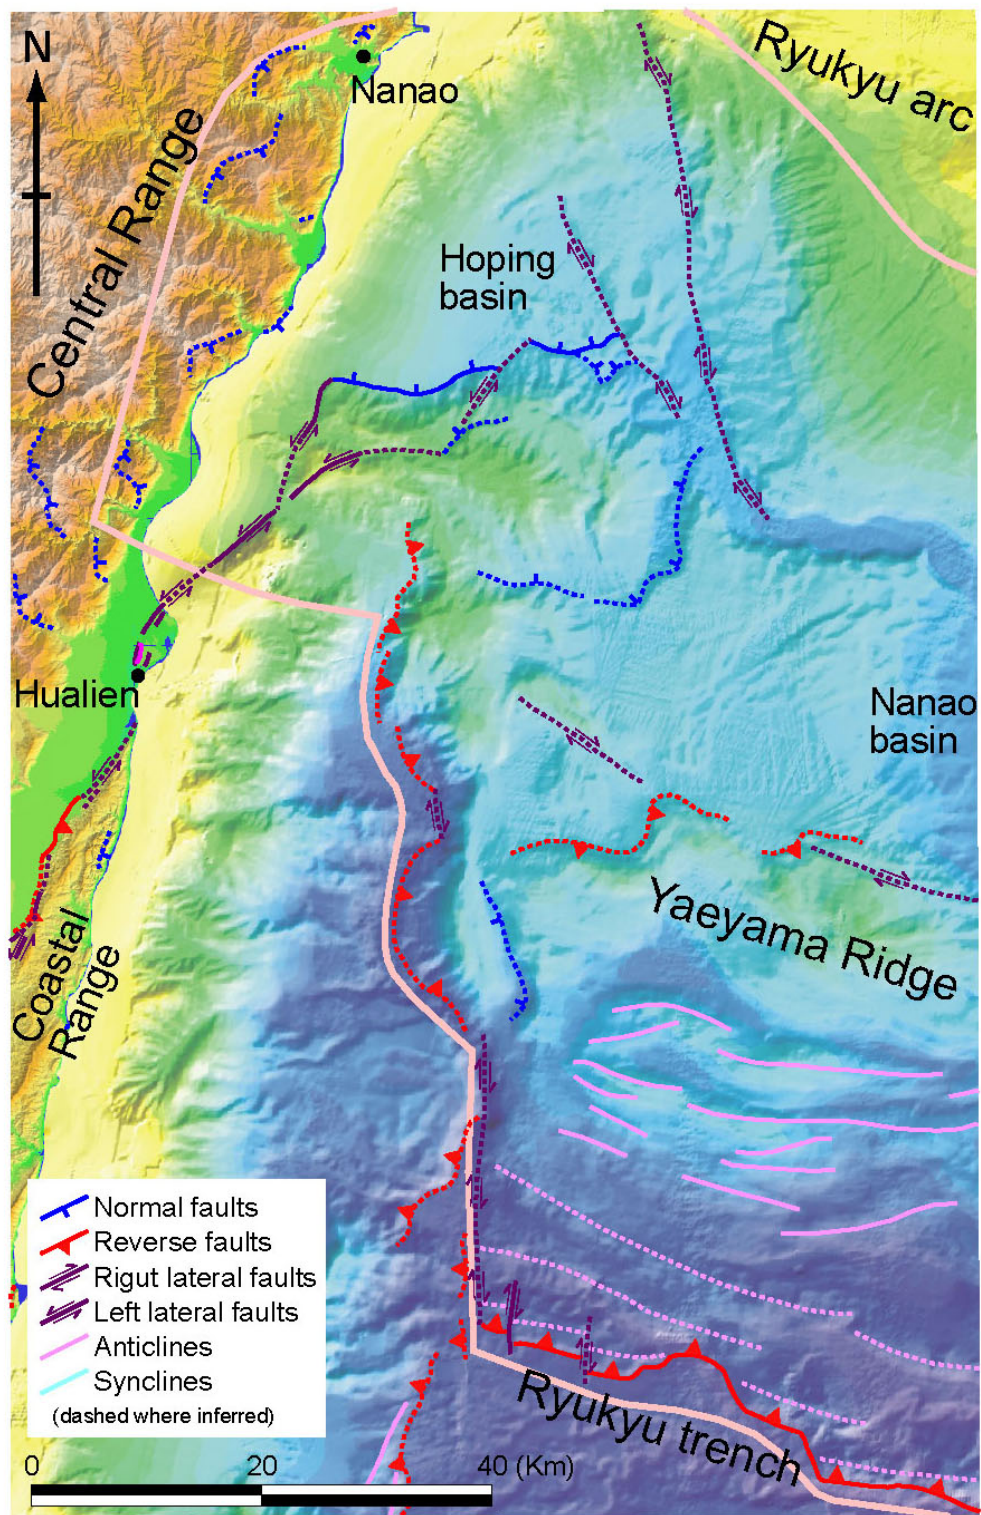 N
Nanao
Ryukyu arc
Central Range
Hoping
basin
Hualien
Nanao
basin
Yaeyama Ridge
Coastal
Range
Normal faults
Reverse faults
Rigut lateral faults
Left lateral faults
Anticlines
Synclines
(dashed where inferred)
Ryukyu trench
0 20 40 (Km)